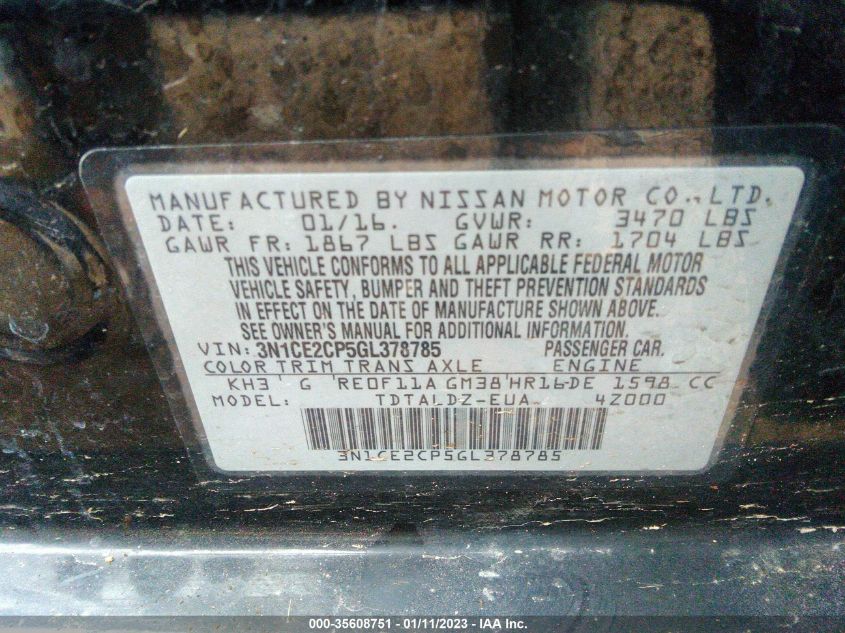 MANUFACTURED BY NISSAN MOTOR CO., LTD.
DATE: 01/16. GVWR: 3470 LBS
GAWR FR: 1867 LBS GAWR RR: 1704 LBS
THIS VEHICLE CONFORMS TO ALL APPLICABLE FEDERAL MOTOR
VEHICLE SAFETY, BUMPER AND THEFT PREVENTION STANDARDS
IN EFFECT ON THE DATE OF MANUFACTURE SHOWN ABOVE.
SEE OWNER'S MANUAL FOR ADDITIONAL INFORMATION.
VIN: 3N1CE2CP5GL378785 PASSENGER CAR.
COLOR TRIM TRANS AXLE ENGINE
KH3 G RE0F11A GM38 HR16DE 1598 CC
MODEL: TDTALDZ-EUA 4Z000
3N1CE2CP5GL378785
000-35608751 - 01/11/2023 - IAA Inc.